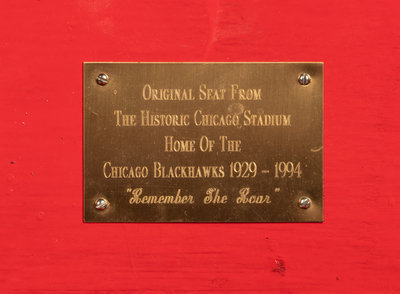 Original Seat From
The Historic Chicago Stadium
Home Of The
Chicago Blackhawks 1929 - 1994
"Remember The Roar"